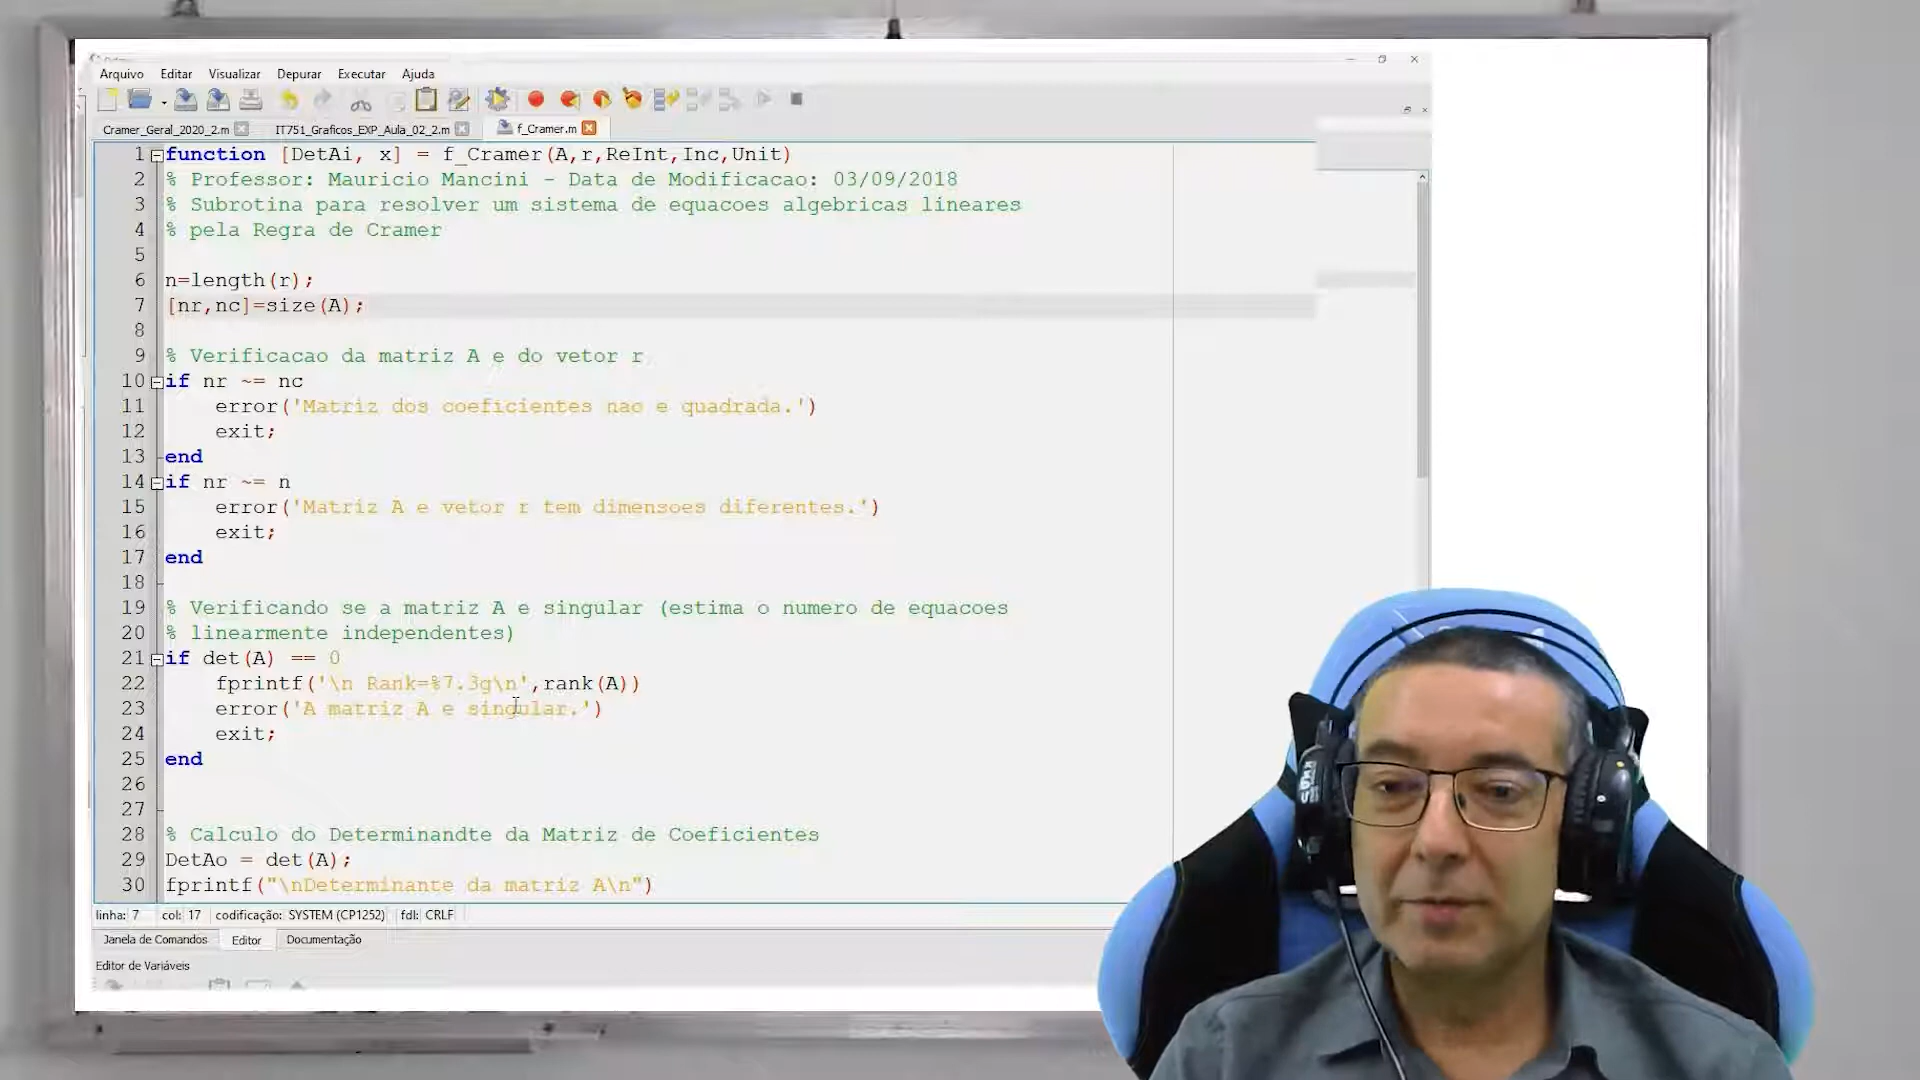 Arquivo Editar Visualizar Depurar Executar Ajuda
Cramer_Geral_2020_2.m IT751_Graficos_EXP_Aula_02_2.m f_Cramer.m
1 function [DetAi, x] = f_Cramer(A,r,ReInt,Inc,Unit)
2 % Professor: Mauricio Mancini - Data de Modificacao: 03/09/2018
3 % Subrotina para resolver um sistema de equacoes algebricas lineares
4 % pela Regra de Cramer
5
6 n=length(r);
7 [nr,nc]=size(A);
8
9 % Verificacao da matriz A e do vetor r
10 if nr ~= nc
11 error('Matriz dos coeficientes nao e quadrada.')
12 exit;
13 end
14 if nr ~= n
15 error('Matriz A e vetor r tem dimensoes diferentes.')
16 exit;
17 end
18
19 % Verificando se a matriz A e singular (estima o numero de equacoes
20 % linearmente independentes)
21 if det(A) == 0
22 fprintf('\n Rank=%7.3g\n',rank(A))
23 error('A matriz A e singular.')
24 exit;
25 end
26
27
28 % Calculo do Determinandte da Matriz de Coeficientes
29 DetAo = det(A);
30 fprintf("\nDeterminante da matriz A\n")
linha: 7 col: 17 codificação: SYSTEM (CP1252) fdl: CRLF
Janela de Comandos Editor Documentação
Editor de Variáveis